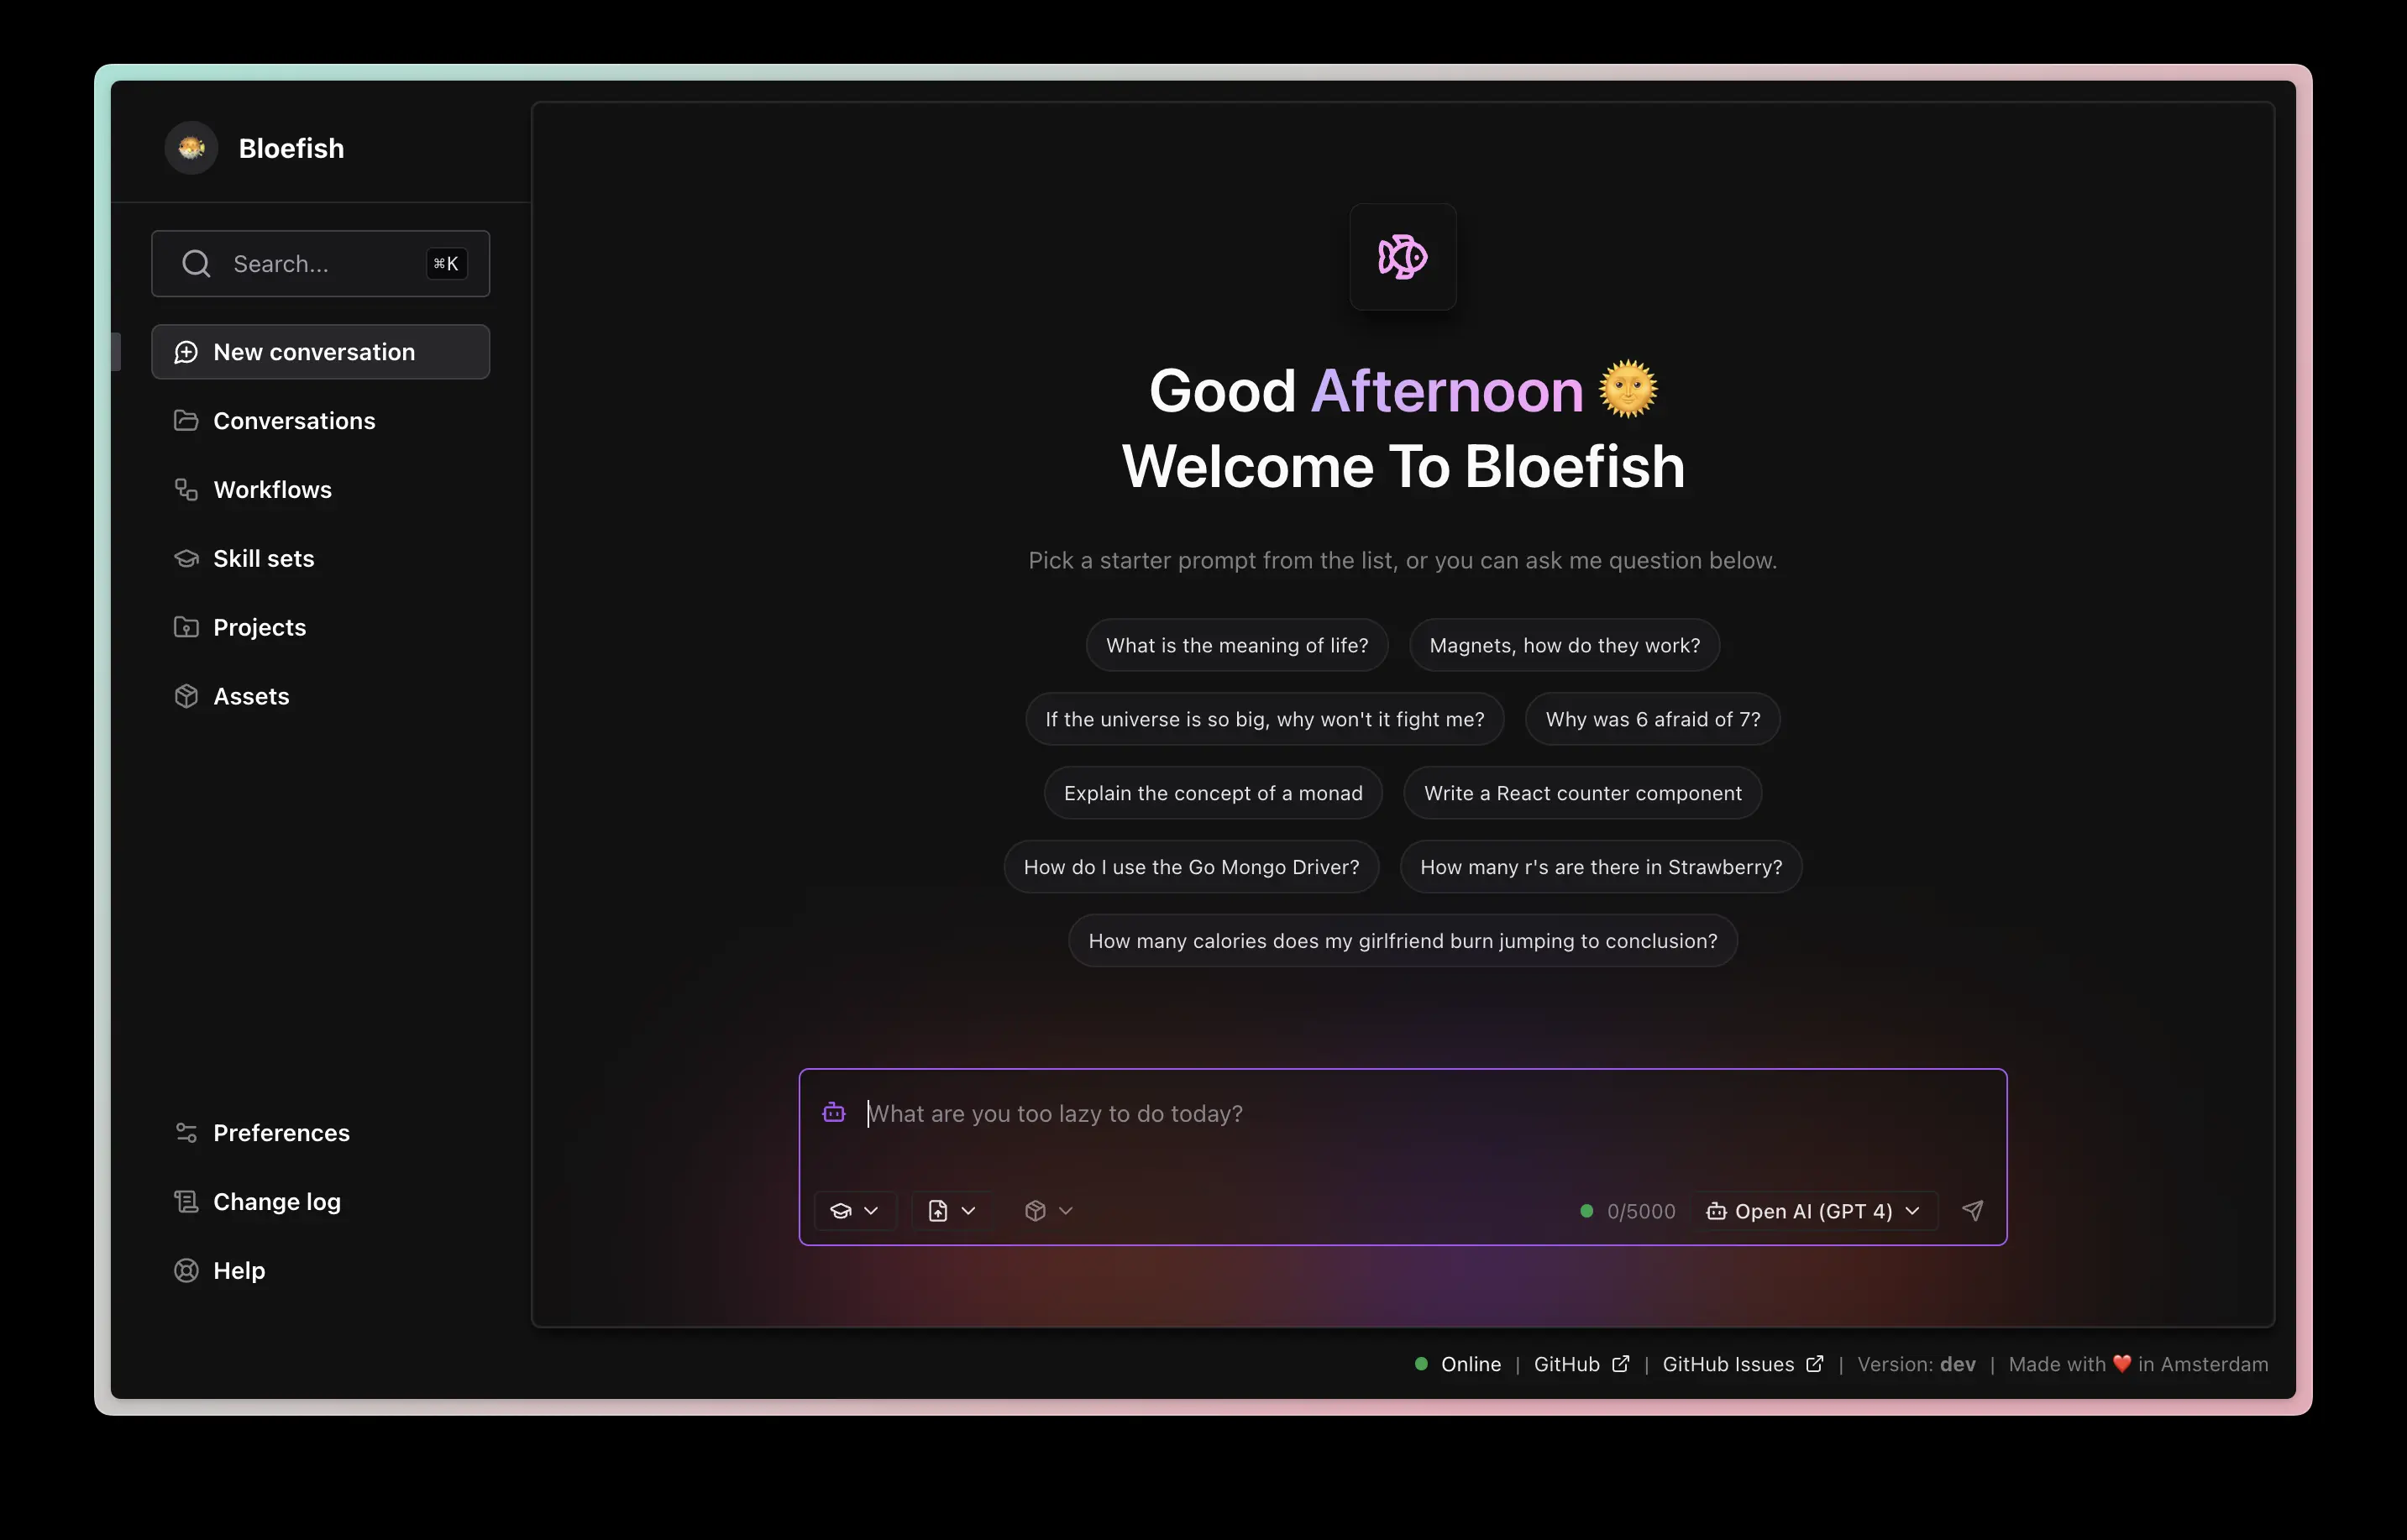 Bloefish
Search...
⌘K
New conversation
Conversations
Workflows
Skill sets
Projects
Assets
Preferences
Change log
Help
Good Afternoon 🌞
Welcome To Bloefish
Pick a starter prompt from the list, or you can ask me question below.
What is the meaning of life?
Magnets, how do they work?
If the universe is so big, why won't it fight me?
Why was 6 afraid of 7?
Explain the concept of a monad
Write a React counter component
How do I use the Go Mongo Driver?
How many r's are there in Strawberry?
How many calories does my girlfriend burn jumping to conclusion?
What are you too lazy to do today?
0/5000
Open AI (GPT 4)
Online | GitHub | GitHub Issues | Version: dev | Made with ❤️ in Amsterdam